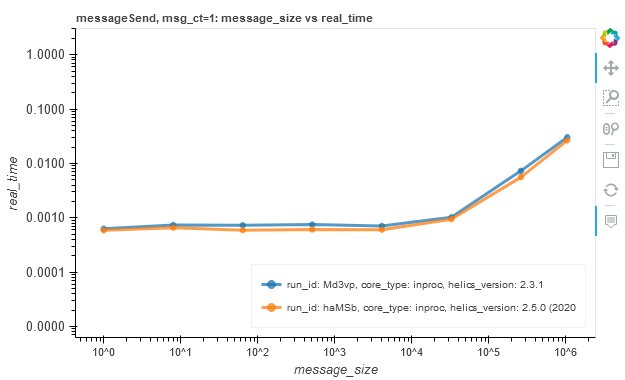 messageSend, msg_ct=1: message_size vs real_time
1.0000
0.1000
0.0100
0.0010
0.0001
0.0000
real_time
run_id: Md3vp, core_type: inproc, helics_version: 2.3.1
run_id: haMSb, core_type: inproc, helics_version: 2.5.0 (2020
10^0 10^1 10^2 10^3 10^4 10^5 10^6
message_size